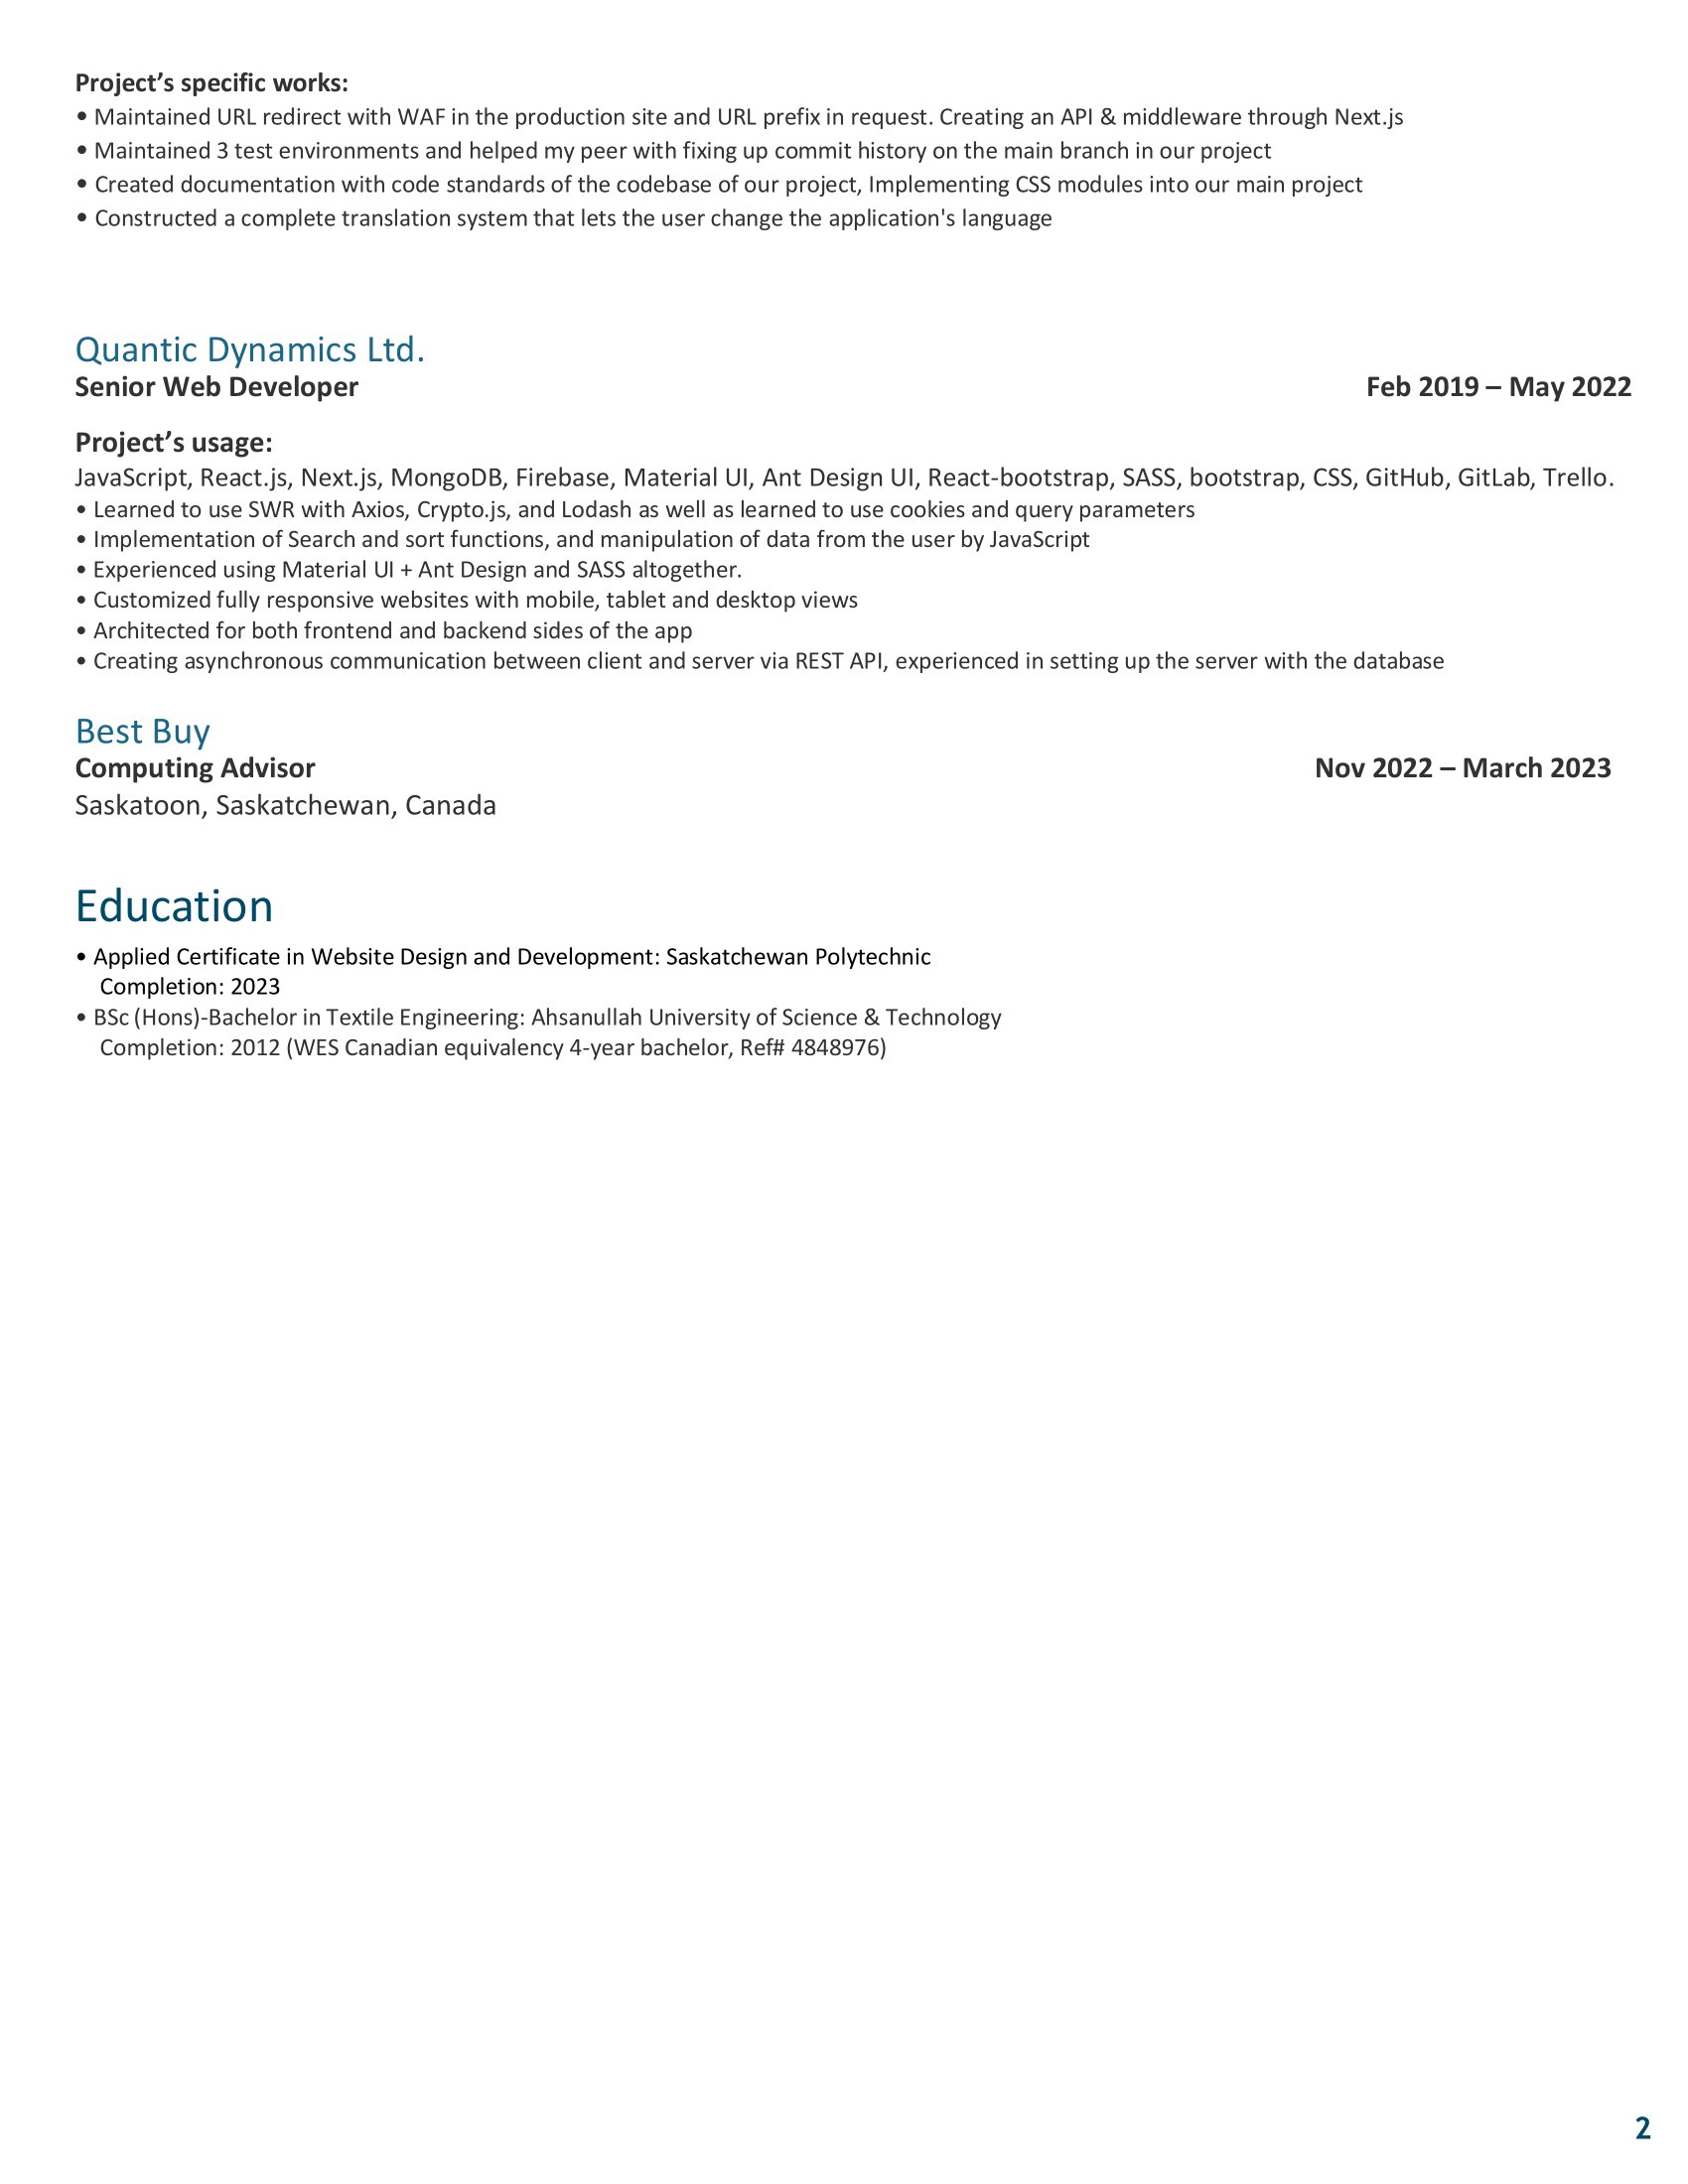 Project’s specific works:
• Maintained URL redirect with WAF in the production site and URL prefix in request. Creating an API & middleware through Next.js
• Maintained 3 test environments and helped my peer with fixing up commit history on the main branch in our project
• Created documentation with code standards of the codebase of our project, Implementing CSS modules into our main project
• Constructed a complete translation system that lets the user change the application's language
Quantic Dynamics Ltd.
Senior Web Developer Feb 2019 – May 2022
Project’s usage:
JavaScript, React.js, Next.js, MongoDB, Firebase, Material UI, Ant Design UI, React-bootstrap, SASS, bootstrap, CSS, GitHub, GitLab, Trello.
• Learned to use SWR with Axios, Crypto.js, and Lodash as well as learned to use cookies and query parameters
• Implementation of Search and sort functions, and manipulation of data from the user by JavaScript
• Experienced using Material UI + Ant Design and SASS altogether.
• Customized fully responsive websites with mobile, tablet and desktop views
• Architected for both frontend and backend sides of the app
• Creating asynchronous communication between client and server via REST API, experienced in setting up the server with the database
Best Buy
Computing Advisor Nov 2022 – March 2023
Saskatoon, Saskatchewan, Canada
Education
• Applied Certificate in Website Design and Development: Saskatchewan Polytechnic
Completion: 2023
• BSc (Hons)-Bachelor in Textile Engineering: Ahsanullah University of Science & Technology
Completion: 2012 (WES Canadian equivalency 4-year bachelor, Ref# 4848976)
2